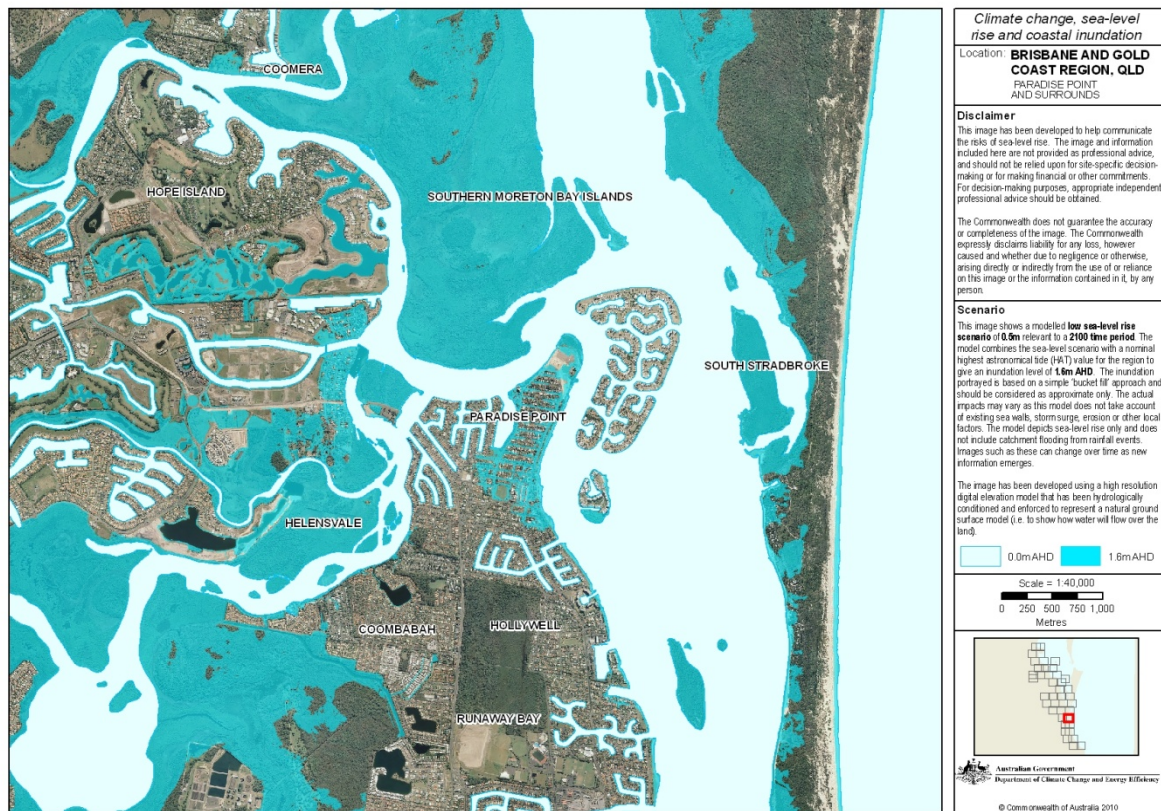 COOMERA
HOPE ISLAND
SOUTHERN MORETON BAY ISLANDS
SOUTH STRADBROKE
PARADISE POINT
HELENSVALE
COOMBABAH
HOLLYWELL
RUNAWAY BAY
Climate change, sea-level
rise and coastal inundation
Location: BRISBANE AND GOLD
COAST REGION, QLD
PARADISE POINT
AND SURROUNDS
Disclaimer
This image has been developed to help communicate
the risks of sea-level rise. The image and information
included here are not provided as professional advice,
and should not be relied upon for site-specific decision-
making or for making financial or other commitments.
For decision-making purposes, appropriate independent
professional advice should be obtained.
The Commonwealth does not guarantee the accuracy
or completeness of the image. The Commonwealth
expressly disclaims liability for any loss, however
caused and whether due to negligence or otherwise,
arising directly or indirectly from the use of or reliance
on this image or the information contained in it, by any
person.
Scenario
This image shows a modelled low sea-level rise
scenario of 0.5m relevant to a 2100 time period. The
model combines the sea-level scenario with a nominal
highest astronomical tide (HAT) value for the region to
give an inundation level of 1.6m AHD. The inundation
portrayed is based on a simple 'bucket fill' approach and
should be considered as approximate only. The actual
impacts may vary as this model does not take account
of existing sea walls, storm surge, erosion or other local
factors. The model depicts sea-level rise only and does
not include catchment flooding from rainfall events.
Images such as these can change over time as new
information emerges.
The image has been developed using a high resolution
digital elevation model that has been hydrologically
conditioned and enforced to represent a natural ground
surface model (i.e. to show how water will flow over the
land).
0.0mAHD 1.6mAHD
Scale = 1:40,000
0 250 500 750 1,000
Metres
Australian Government
Department of Climate Change and Energy Efficiency
© Commonwealth of Australia 2010